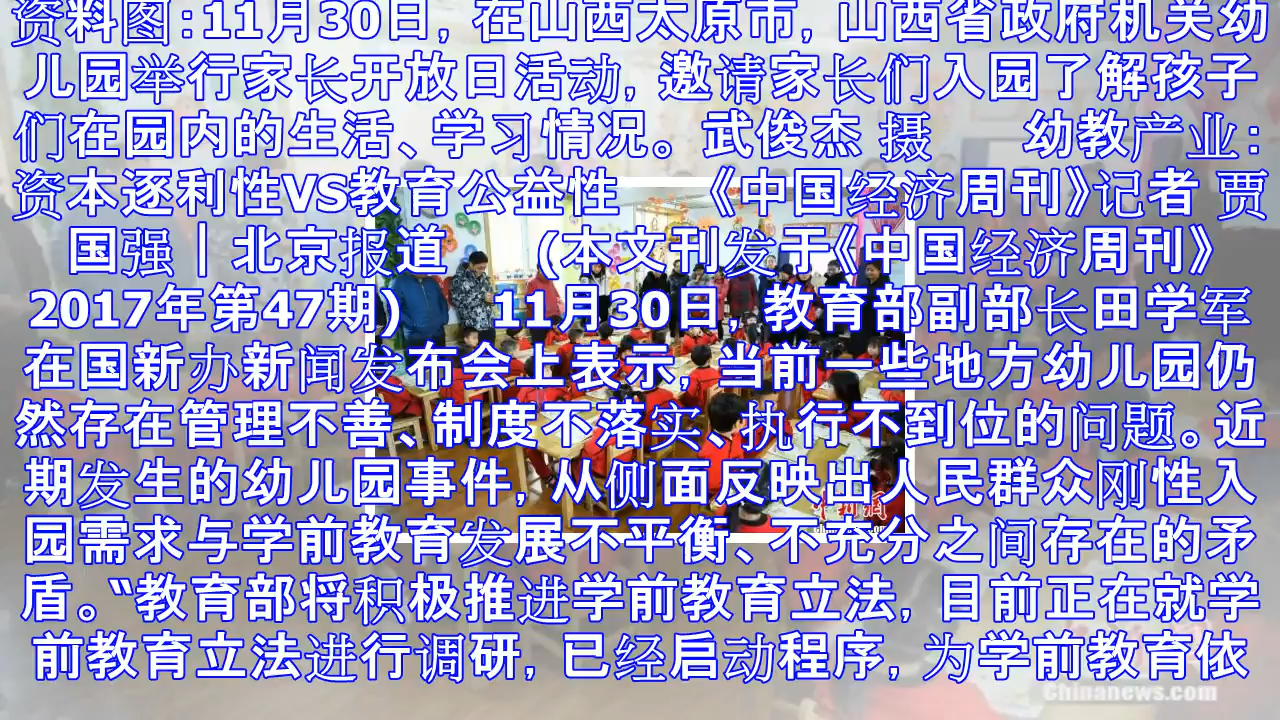 资料图:11月30日, 在山西太原市, 山西省政府机关幼
儿园举行家长开放日活动, 邀请家长们入园了解孩子
们在园内的生活、学习情况。武俊杰 摄 幼教产业:
资本逐利性VS教育公益性 《中国经济周刊》记者 贾
国强 | 北京报道 (本文刊发于《中国经济周刊》
2017年第47期) 11月30日, 教育部副部长田学军
在国新办新闻发布会上表示, 当前一些地方幼儿园仍
然存在管理不善、制度不落实、执行不到位的问题。近
期发生的幼儿园事件, 从侧面反映出人民群众刚性入
园需求与学前教育发展不平衡、不充分之间存在的矛
盾。“教育部将积极推进学前教育立法, 目前正在就学
前教育立法进行调研, 已经启动程序, 为学前教育依
Chinanews.com